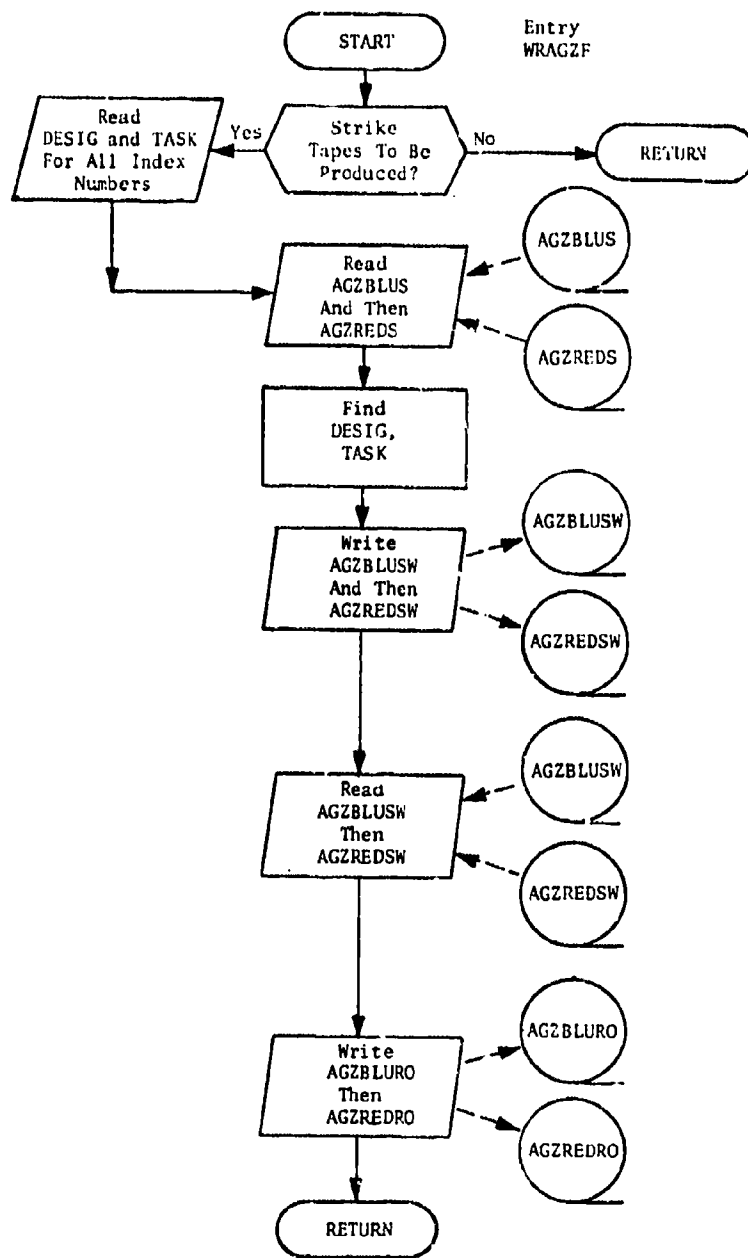 START
Entry
WRAGZF
Read
DESIG and TASK
For All Index
Numbers
Yes
Strike
Tapes To Be
Produced?
No
RETURN
Read
AGZBLUS
And Then
AGZREDS
AGZBLUS
AGZREDS
Find
DESIG,
TASK
Write
AGZBLUSW
And Then
AGZREDSW
AGZBLUSW
AGZREDSW
Read
AGZBLUSW
Then
AGZREDSW
AGZBLUSW
AGZREDSW
Write
AGZBLURO
Then
AGZREDRO
AGZBLURO
AGZREDRO
RETURN